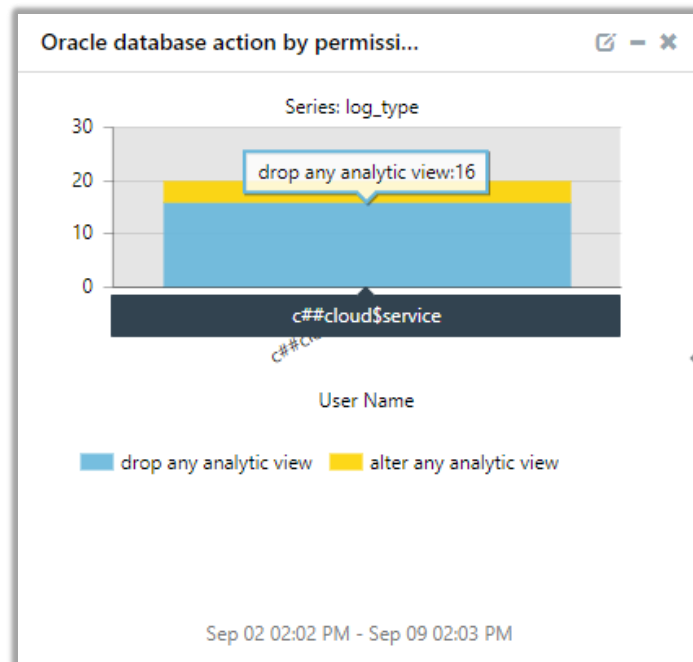 Oracle database action by permissi...
Series: log_type
30
20
10
0
drop any analytic view:16
c##cloud$service
c##clo
User Name
drop any analytic view
alter any analytic view
Sep 02 02:02 PM - Sep 09 02:03 PM